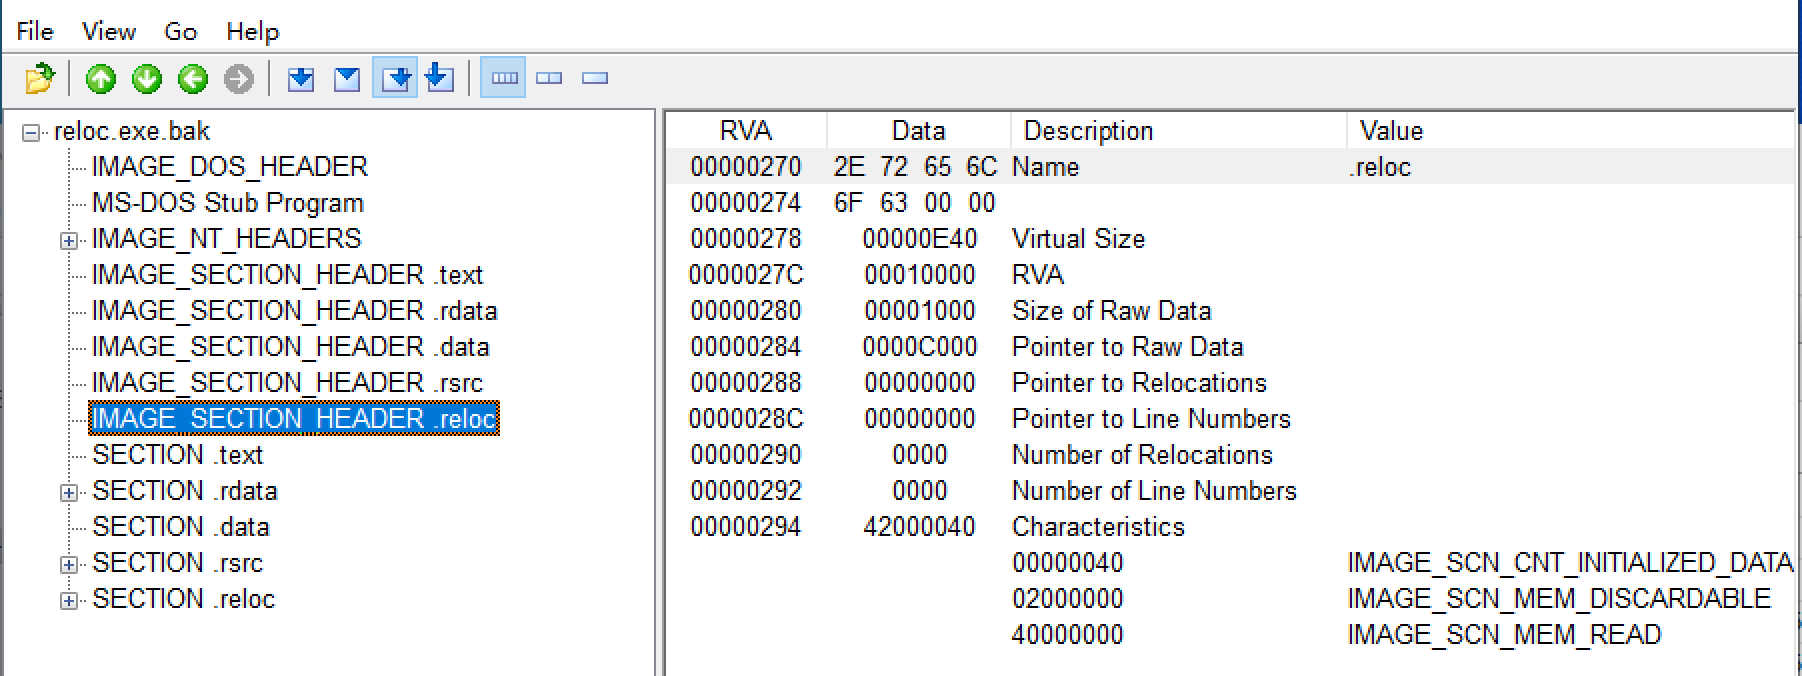 File View Go Help
reloc.exe.bak
IMAGE_DOS_HEADER
MS-DOS Stub Program
IMAGE_NT_HEADERS
IMAGE_SECTION_HEADER .text
IMAGE_SECTION_HEADER .rdata
IMAGE_SECTION_HEADER .data
IMAGE_SECTION_HEADER .rsrc
IMAGE_SECTION_HEADER .reloc
SECTION .text
SECTION .rdata
SECTION .data
SECTION .rsrc
SECTION .reloc
RVA Data Description Value
00000270 2E 72 65 6C Name .reloc
00000274 6F 63 00 00
00000278 00000E40 Virtual Size
0000027C 00010000 RVA
00000280 00001000 Size of Raw Data
00000284 0000C000 Pointer to Raw Data
00000288 00000000 Pointer to Relocations
0000028C 00000000 Pointer to Line Numbers
00000290 0000 Number of Relocations
00000292 0000 Number of Line Numbers
00000294 42000040 Characteristics
00000040 IMAGE_SCN_CNT_INITIALIZED_DATA
02000000 IMAGE_SCN_MEM_DISCARDABLE
40000000 IMAGE_SCN_MEM_READ